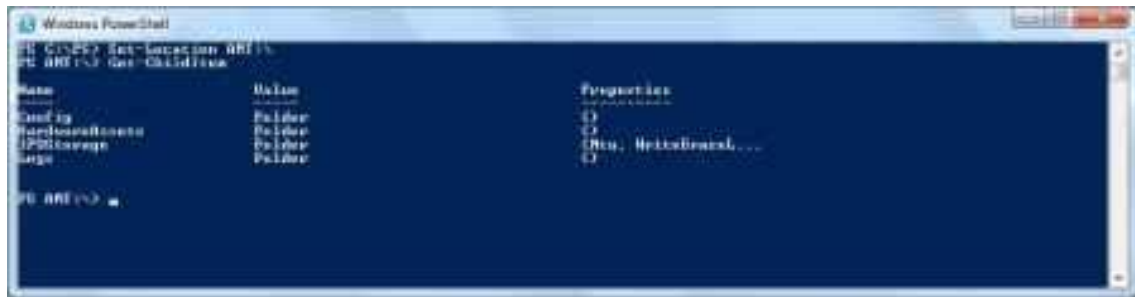 Windows PowerShell
PS C:\PS> Set-Location AMT:\
PS AMT:\> Get-ChildItem
Name Value Properties
---- ----- ----------
Config Folder {}
HardwareAssets Folder {}
3PDStorage Folder {Mtu,
Logs Folder {}
PS AMT:\>